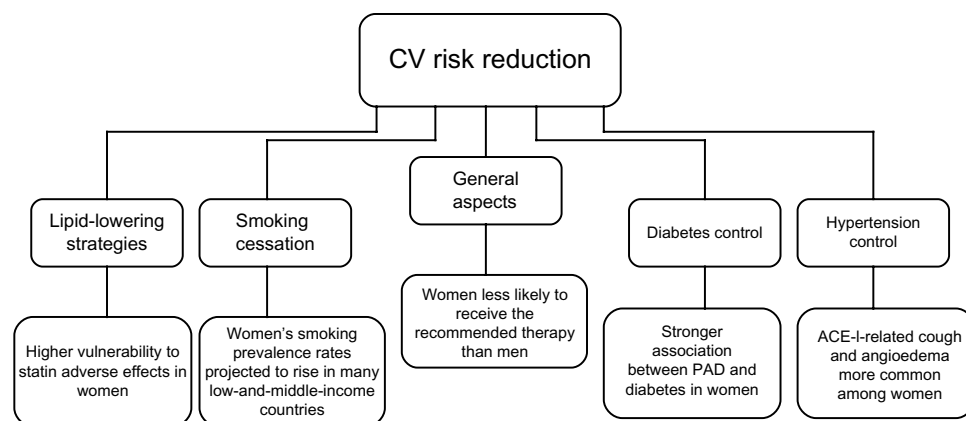 CV risk reduction
Lipid-lowering
strategies
Higher vulnerability to
statin adverse effects in
women
Smoking
cessation
Women’s smoking
prevalence rates
projected to rise in many
low-and-middle-income
countries
General
aspects
Women less likely to
receive the
recommended therapy
than men
Diabetes control
Stronger
association
between PAD and
diabetes in women
Hypertension
control
ACE-I-related cough
and angioedema
more common
among women